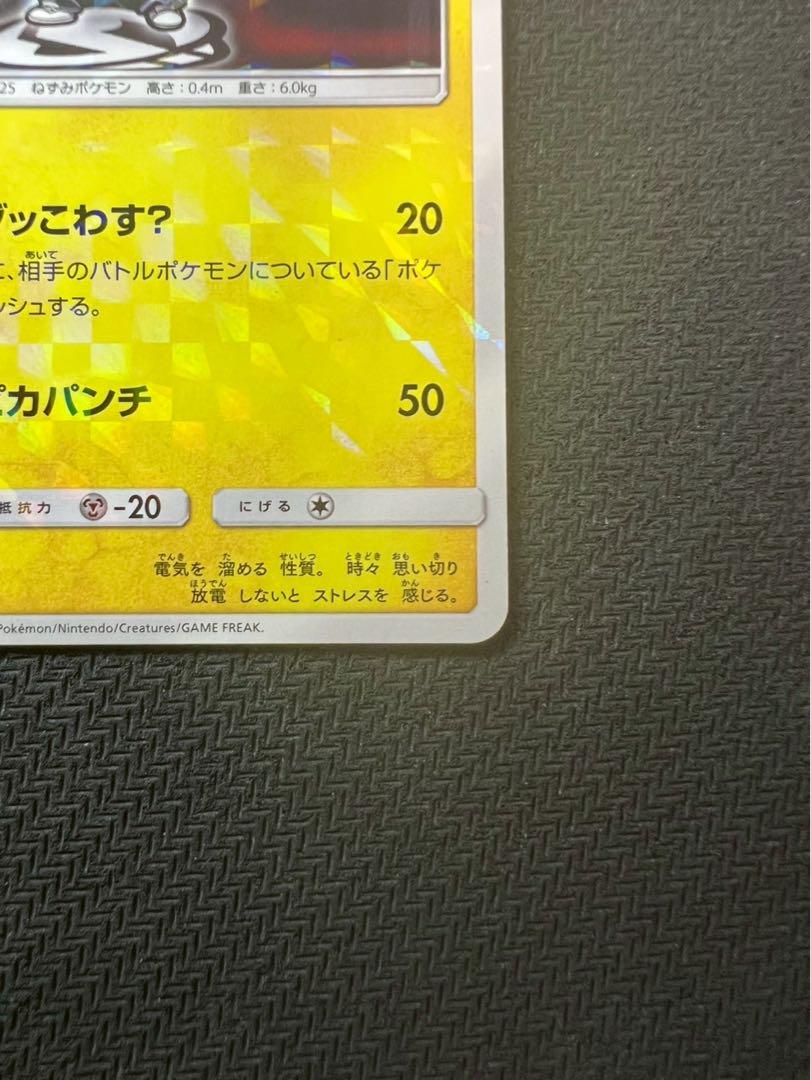 25 ねずみポケモン 高さ:0.4m 重さ:6.0kg
グッこわす? 20
あいて
、相手のバトルポケモンについている「ポケ
ッシュする。
ピカパンチ 50
抵抗力 -20 にげる
でんき た せいしつ ときどき おも き
電気を 溜める 性質。 時々 思い切り
ほうでん かん
放電 しないと ストレスを 感じる。
Pokémon/Nintendo/Creatures/GAME FREAK.